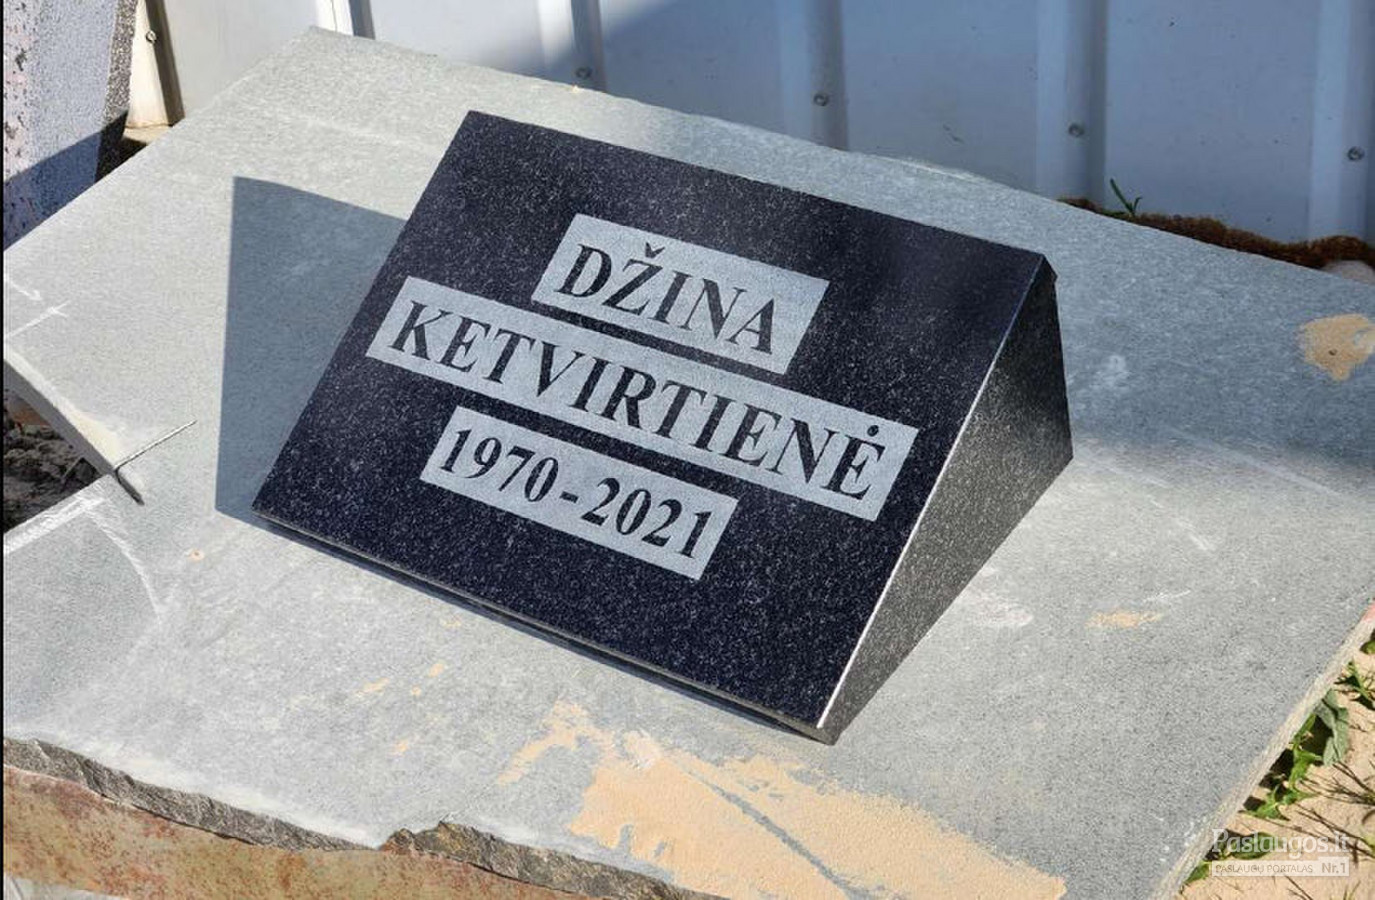 DŽINA
KETVIRTIENĖ
1970-2021
Paslaugos.lt
PASLAUGŲ PORTALAS Nr.1